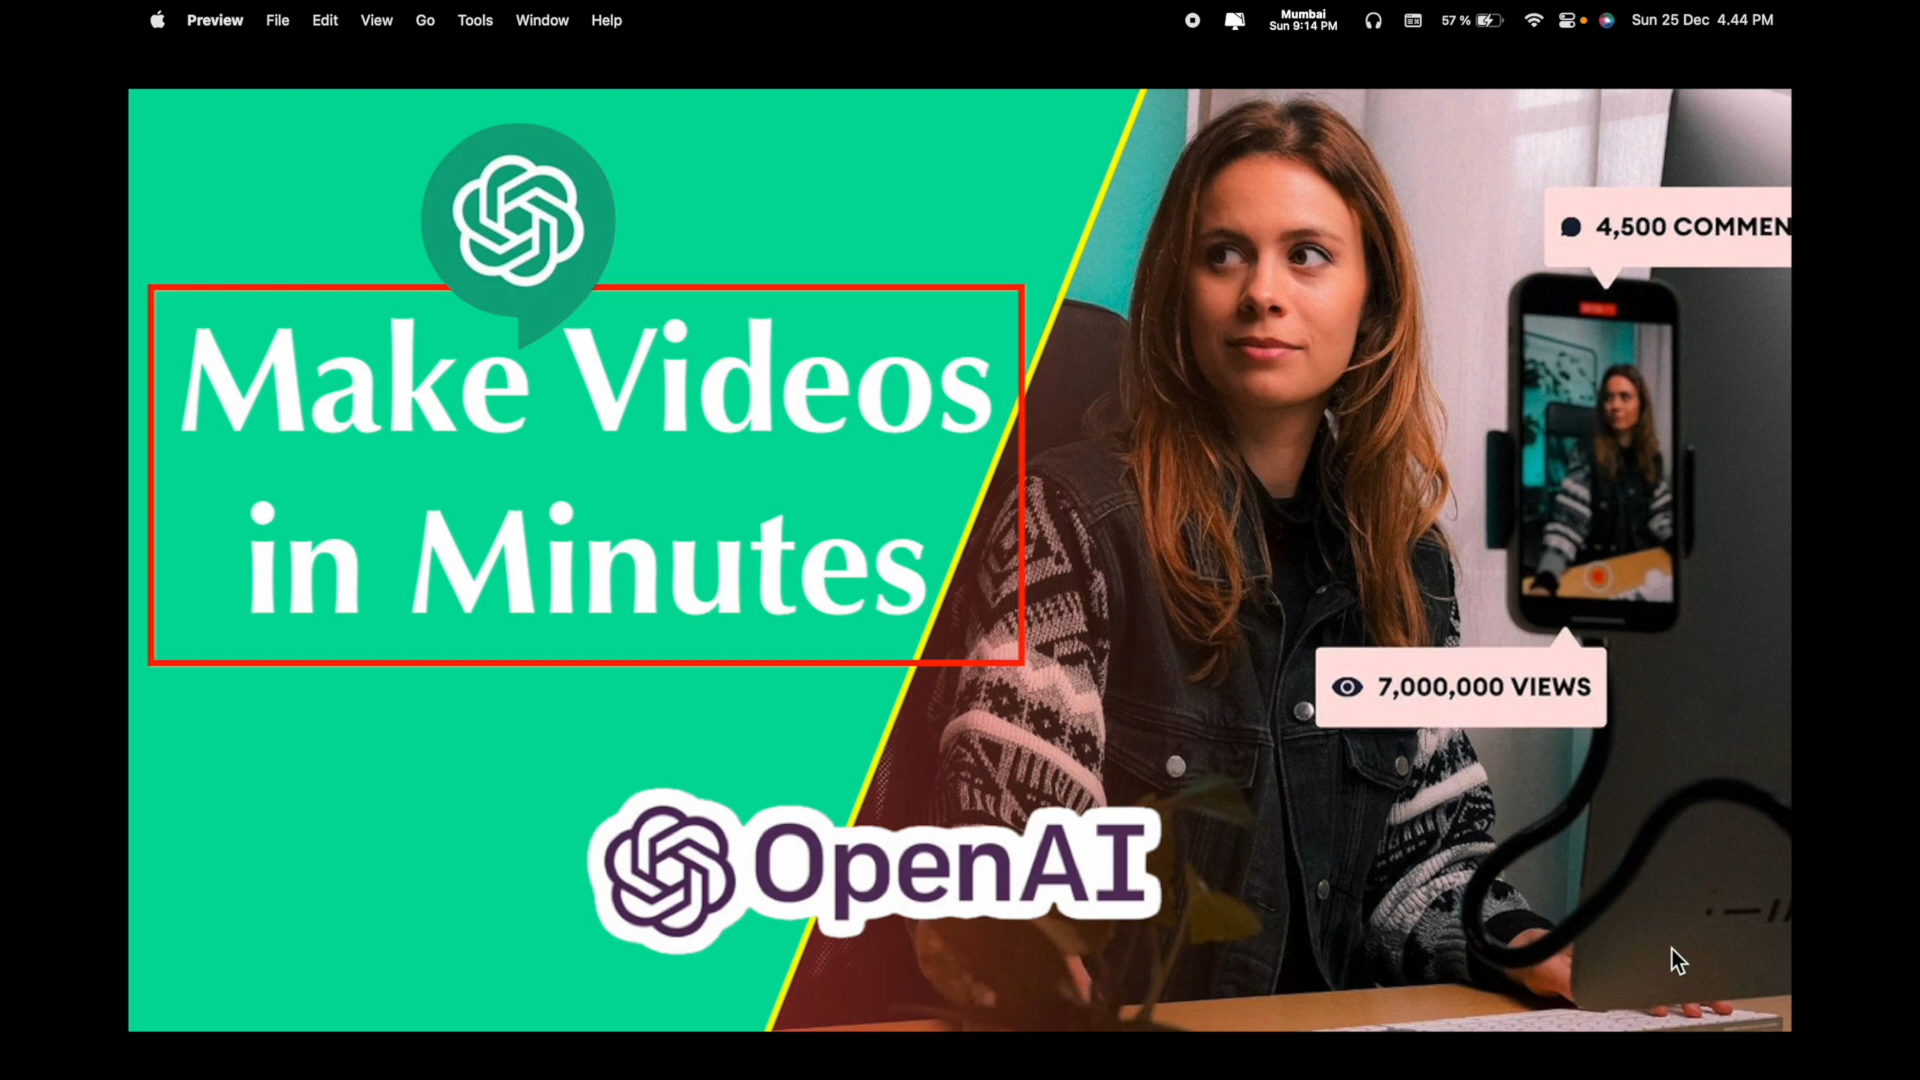 Preview File Edit View Go Tools Window Help
Mumbai
Sun 9:14 PM
57 %
Sun 25 Dec 4.44 PM
4,500 COMMEN
Make Videos
in Minutes
7,000,000 VIEWS
OpenAI